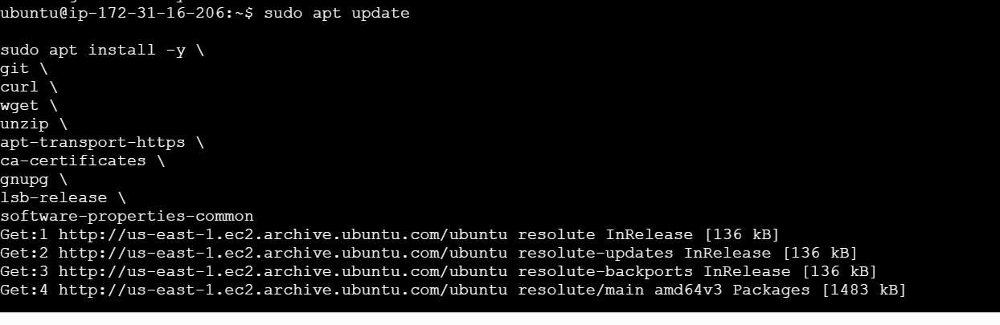 ubuntu@ip-172-31-16-206:~$ sudo apt update
sudo apt install -y \
git \
curl \
wget \
unzip \
apt-transport-https \
ca-certificates \
gnupg \
lsb-release \
software-properties-common
Get:1 http://us-east-1.ec2.archive.ubuntu.com/ubuntu resolute InRelease [136 kB]
Get:2 http://us-east-1.ec2.archive.ubuntu.com/ubuntu resolute-updates InRelease [136 kB]
Get:3 http://us-east-1.ec2.archive.ubuntu.com/ubuntu resolute-backports InRelease [136 kB]
Get:4 http://us-east-1.ec2.archive.ubuntu.com/ubuntu resolute/main amd64v3 Packages [1483 kB]